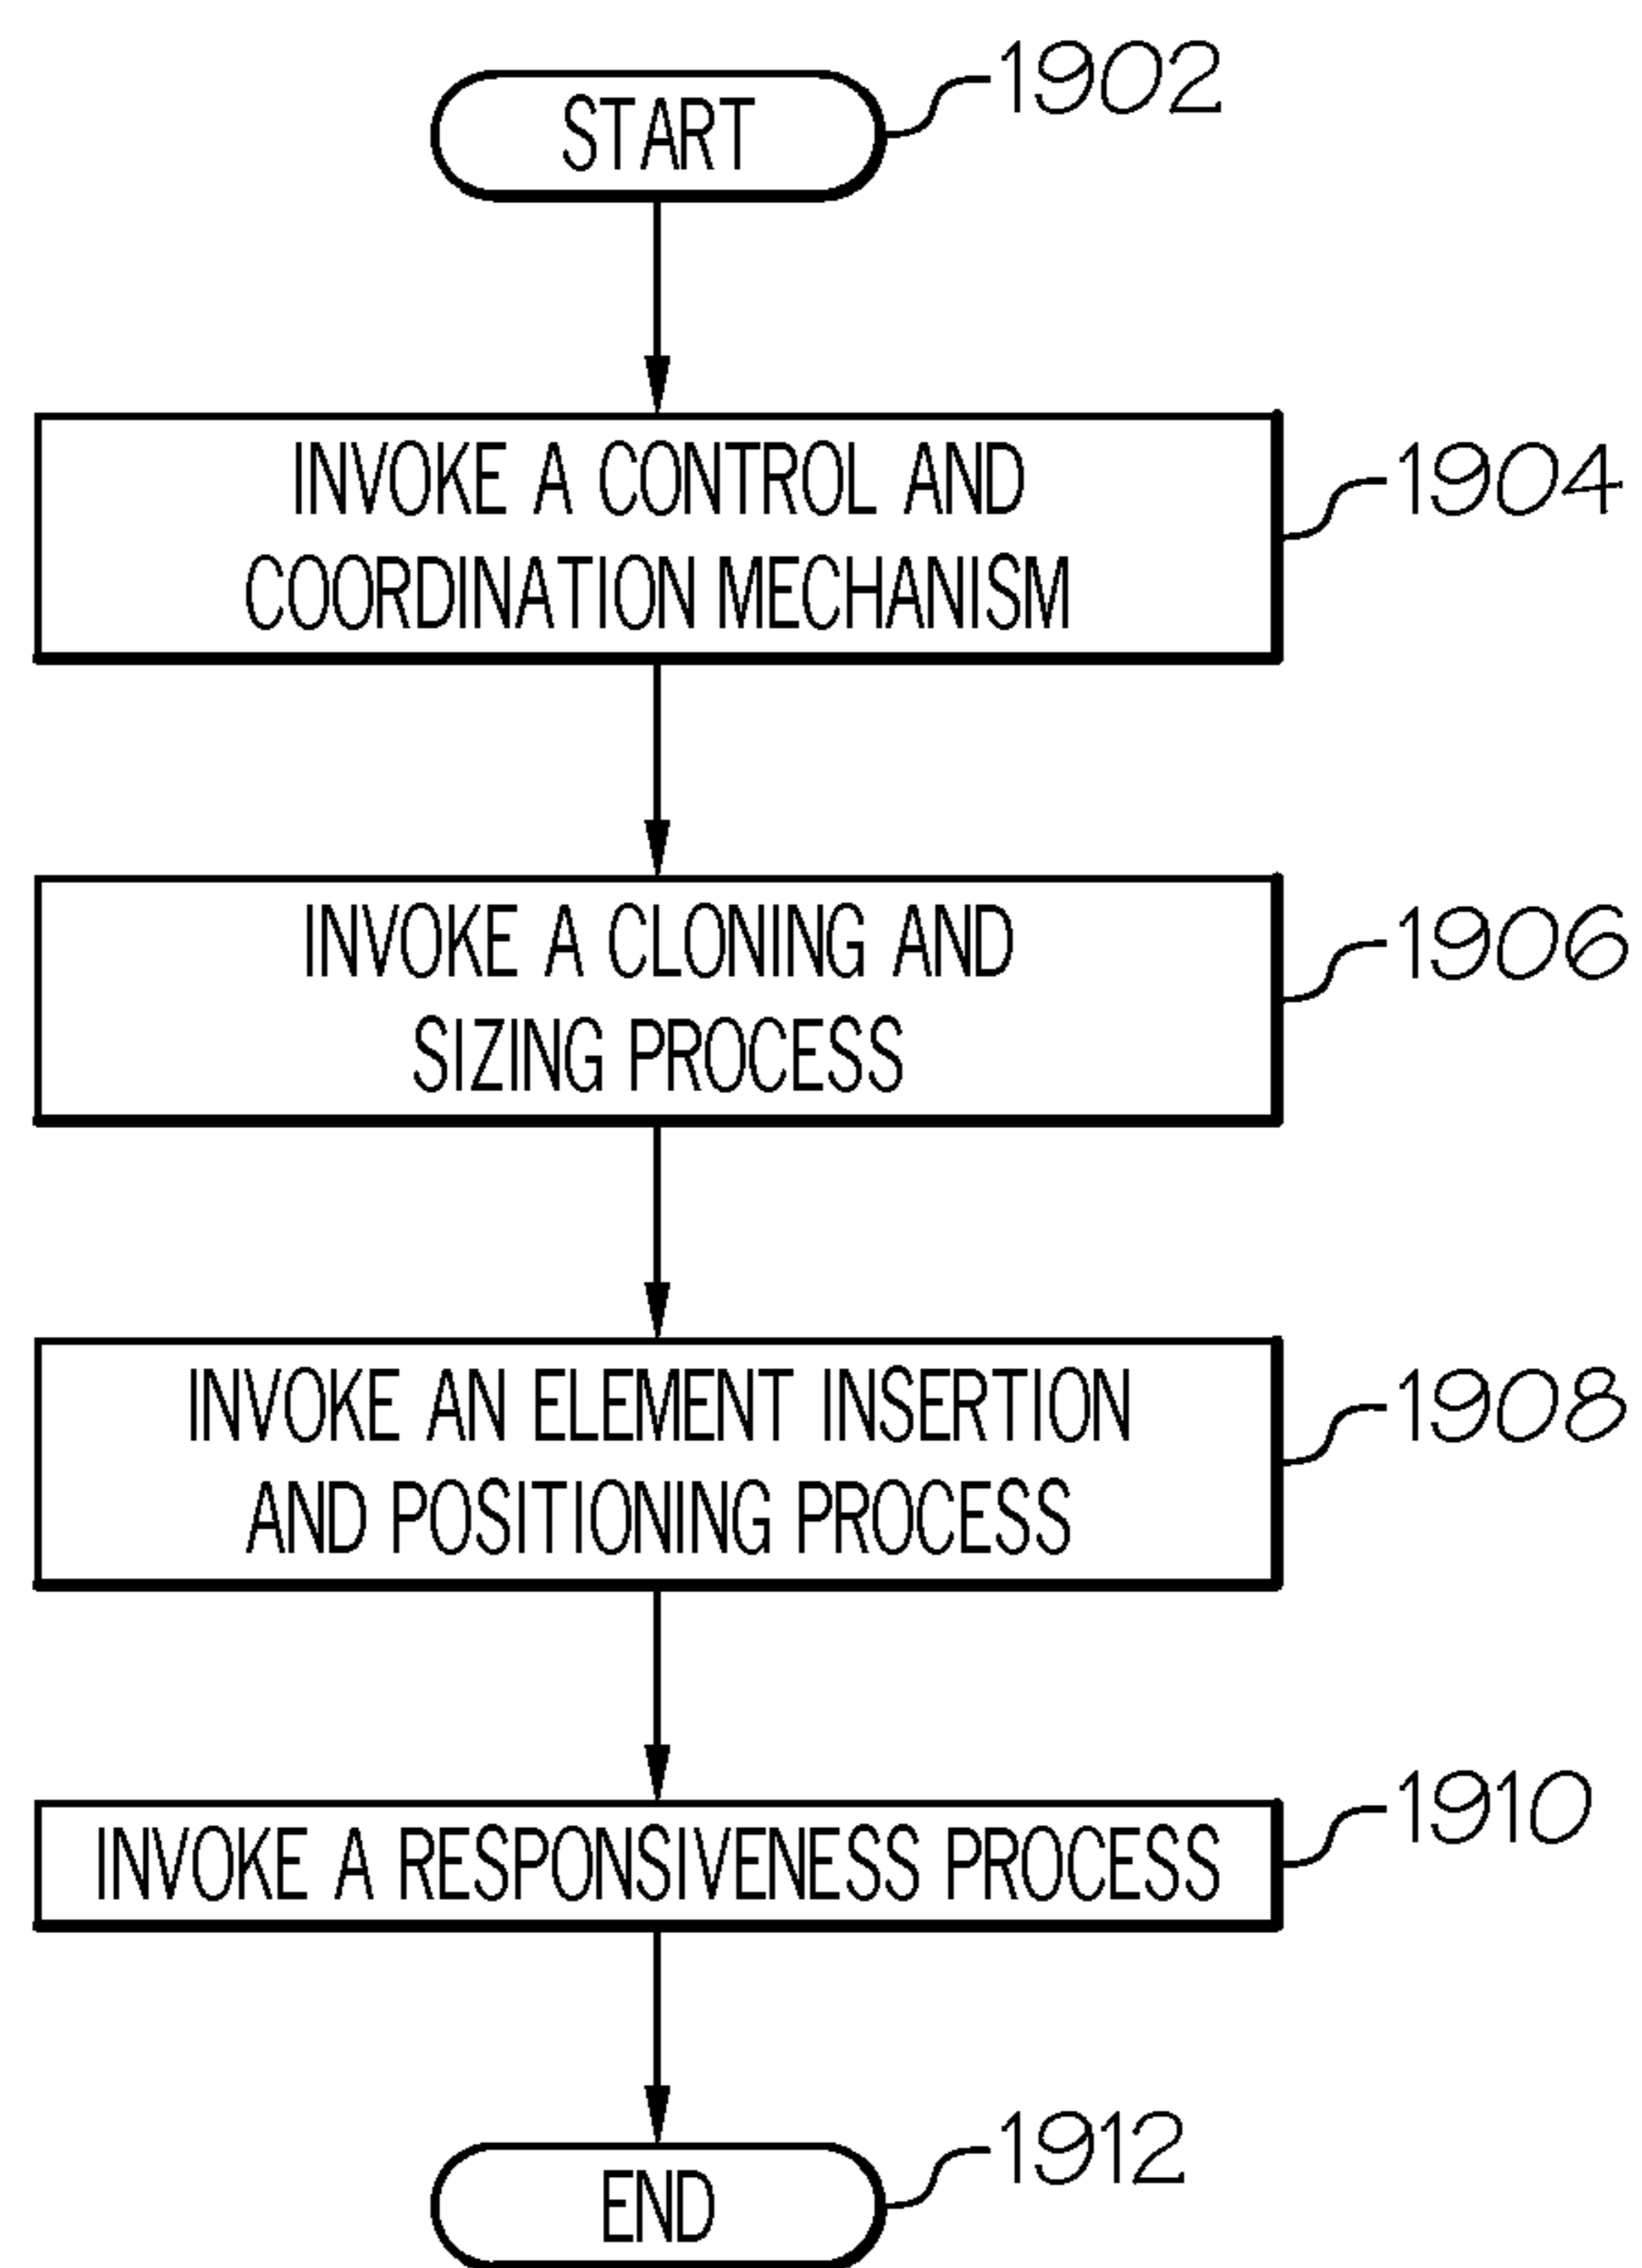 START
1902
INVOKE A CONTROL AND
COORDINATION MECHANISM
1904
INVOKE A CLONING AND
SIZING PROCESS
1906
INVOKE AN ELEMENT INSERTION
AND POSITIONING PROCESS
1908
INVOKE A RESPONSIVENESS PROCESS
1910
END
1912